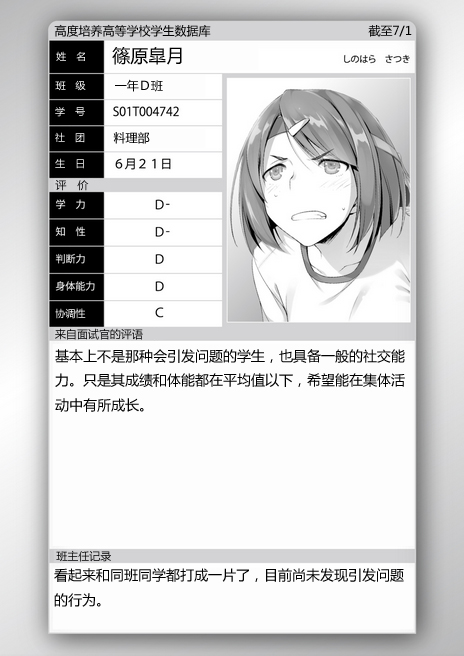 高度培养高等学校学生数据库 截至7/1
姓 名 篠原皐月 しのはら さつき
班 级 一年D班
学 号 S01T004742
社 团 料理部
生 日 6月21日
评 价
学 力 D-
知 性 D-
判断力 D
身体能力 D
协调性 C
来自面试官的评语
基本上不是那种会引发问题的学生，也具备一般的社交能
力。只是其成绩和体能都在平均值以下，希望能在集体活
动中有所成长。
班主任记录
看起来和同班同学都打成一片了，目前尚未发现引发问题
的行为。